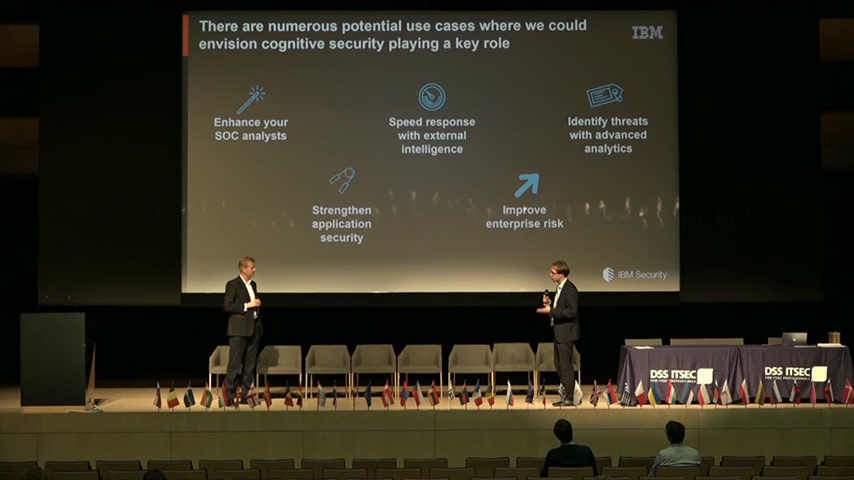 There are numerous potential use cases where we could
envision cognitive security playing a key role
IBM
Enhance your
SOC analysts
Speed response
with external
intelligence
Identify threats
with advanced
analytics
Strengthen
application
security
Improve
enterprise risk
IBM Security
DSS ITSEC
DSS ITSEC